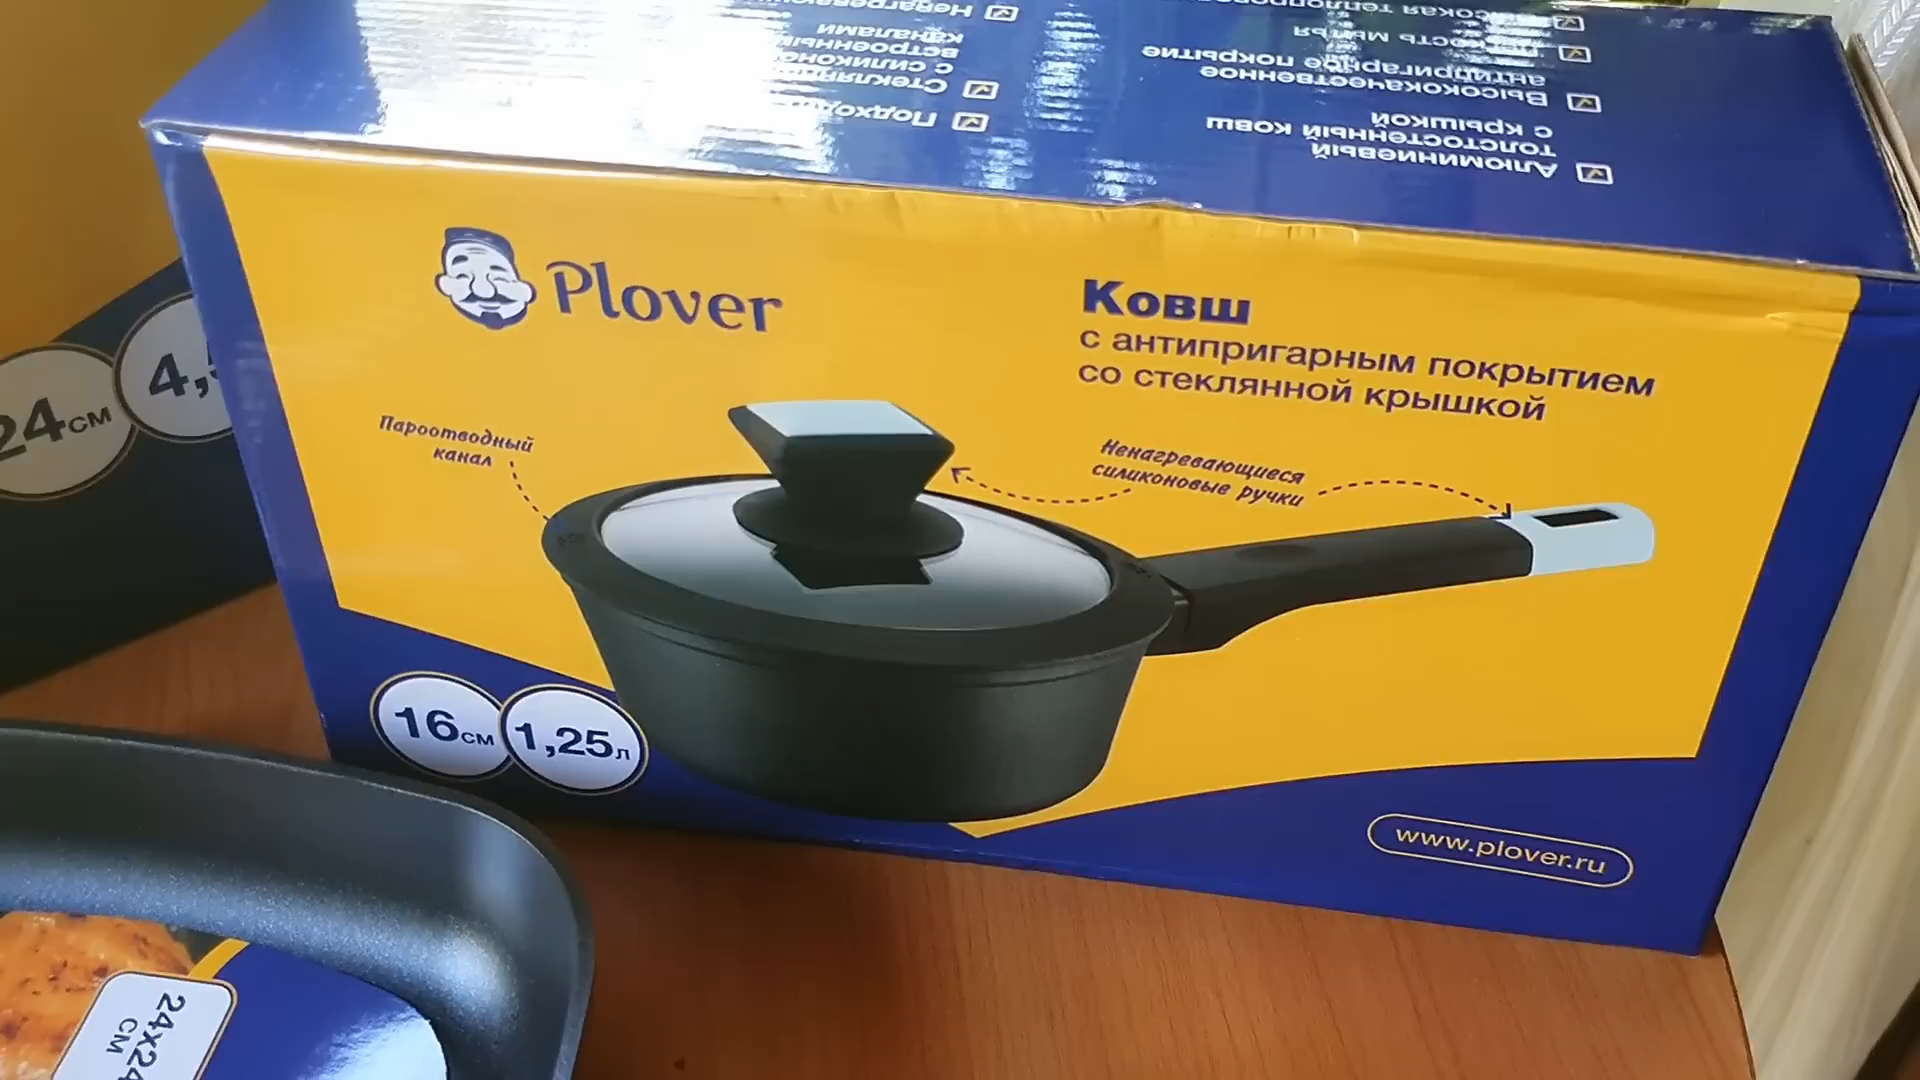 Алюминиевый
толстостенный ковш
с крышкой
Высококачественное
антипригарное покрытие
мытья
Plover
Ковш
с антипригарным покрытием
со стеклянной крышкой
Пароотводный
канал
Ненагревающиеся
силиконовые ручки
16см
1,25л
www.plover.ru
24см
24x24
см